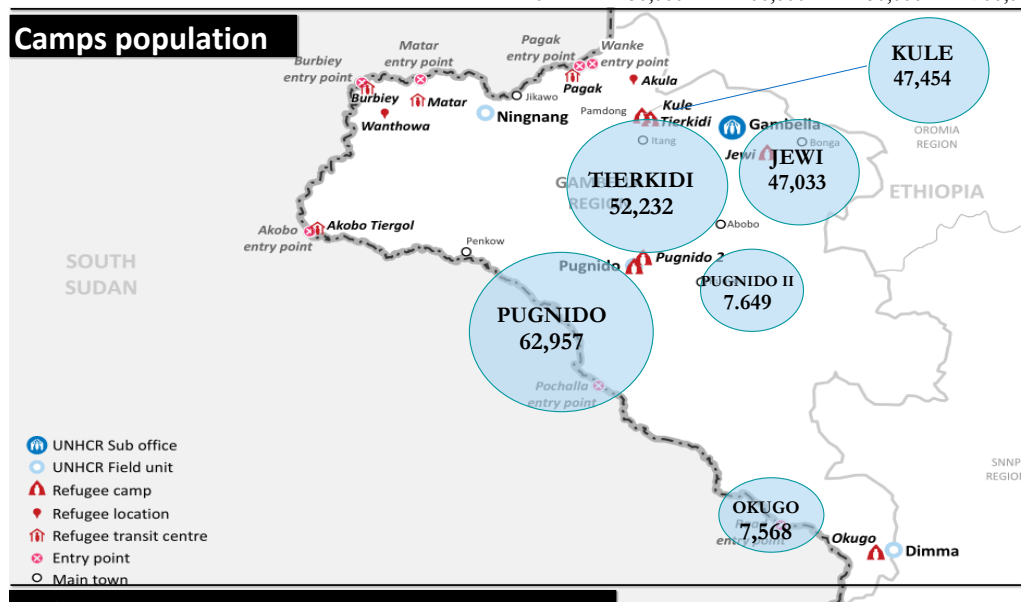 Camps population
Matar
entry point
Pagak
entry point
Wanke
entry point
Burbiey
entry point
KULE
47,454
Burbiey
Matar
Jikawo
Pagak
Akula
Wanthowa
Ningnang
Pamdong
Kule
Tierkidi
Gambella
Itang
Bonga
OROMIA
REGION
Jewi
JEWI
47,033
TIERKIDI
52,232
REGION
ETHIOPIA
Akobo
entry point
Akobo Tiergol
Penkow
Abobo
SOUTH
SUDAN
Pugnido
Pugnido 2
PUGNIDO II
7.649
PUGNIDO
62,957
Pochalla
entry point
UNHCR Sub office
UNHCR Field unit
Refugee camp
Refugee location
Refugee transit centre
Entry point
Main town
SNNP
REGION
OKUGO
7,568
entry point
Okugo
Dimma